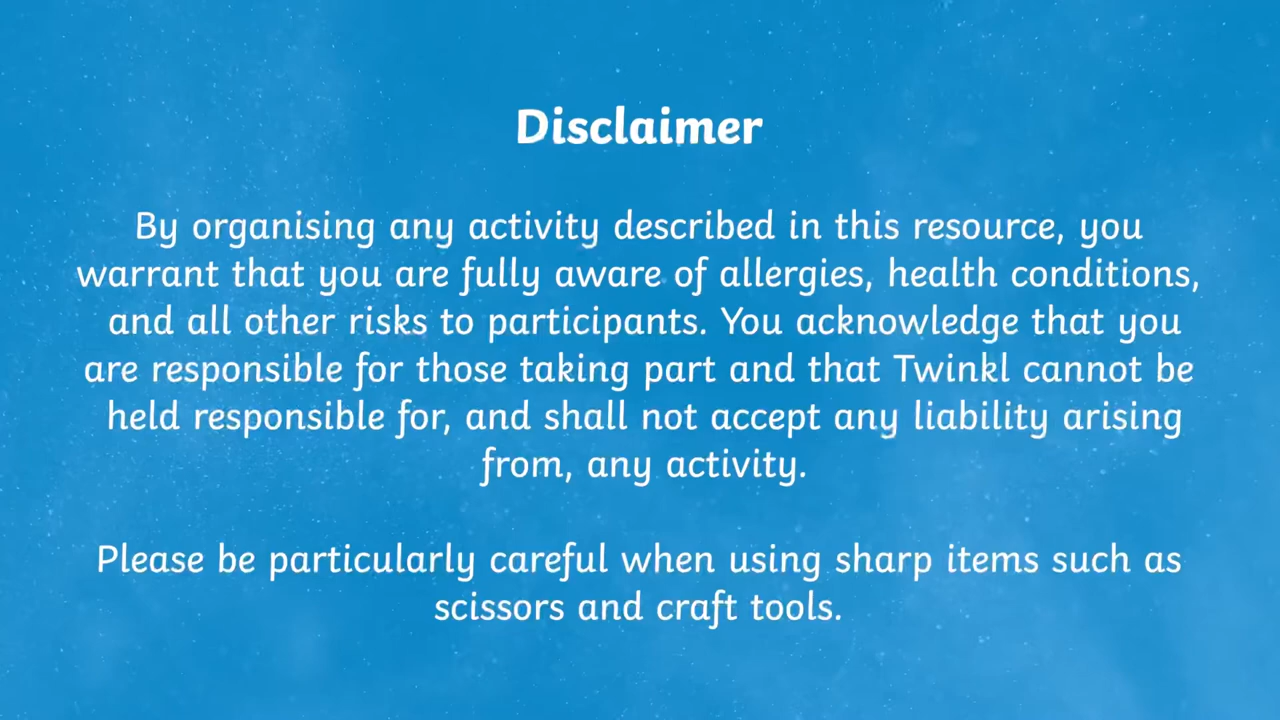 Disclaimer
By organising any activity described in this resource, you
warrant that you are fully aware of allergies, health conditions,
and all other risks to participants. You acknowledge that you
are responsible for those taking part and that Twinkl cannot be
held responsible for, and shall not accept any liability arising
from, any activity.
Please be particularly careful when using sharp items such as
scissors and craft tools.